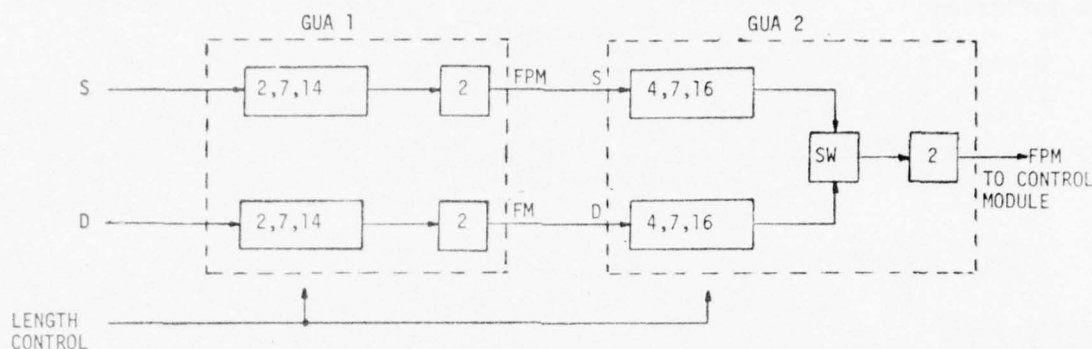 GUA 1
GUA 2
S
2,7,14
2
FPM
S
4,7,16
SW
2
FPM
TO CONTROL
MODULE
D
2,7,14
2
FM
D
4,7,16
LENGTH
CONTROL